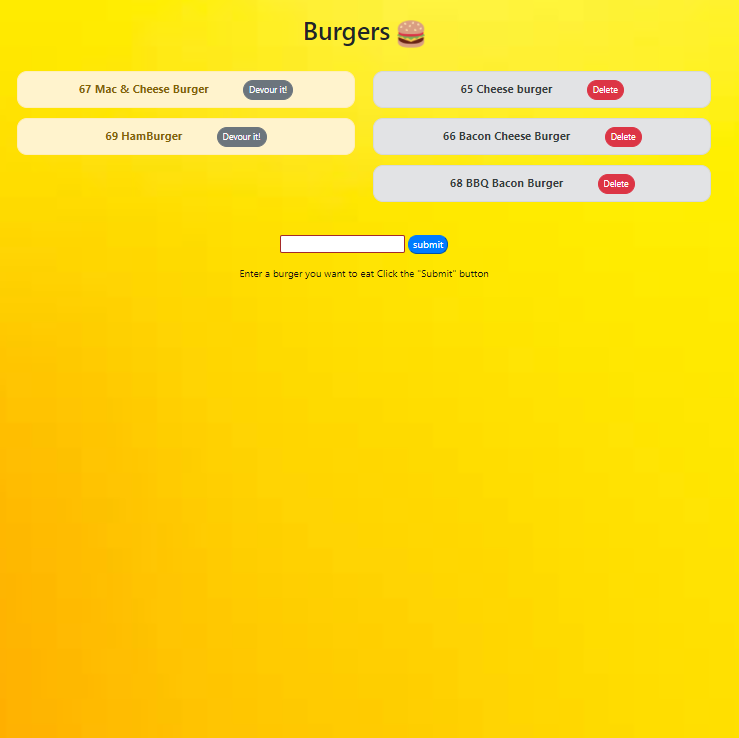 Burgers 🍔
67 Mac & Cheese Burger Devour it!
69 HamBurger Devour it!
65 Cheese burger Delete
66 Bacon Cheese Burger Delete
68 BBQ Bacon Burger Delete
submit
Enter a burger you want to eat Click the "Submit" button